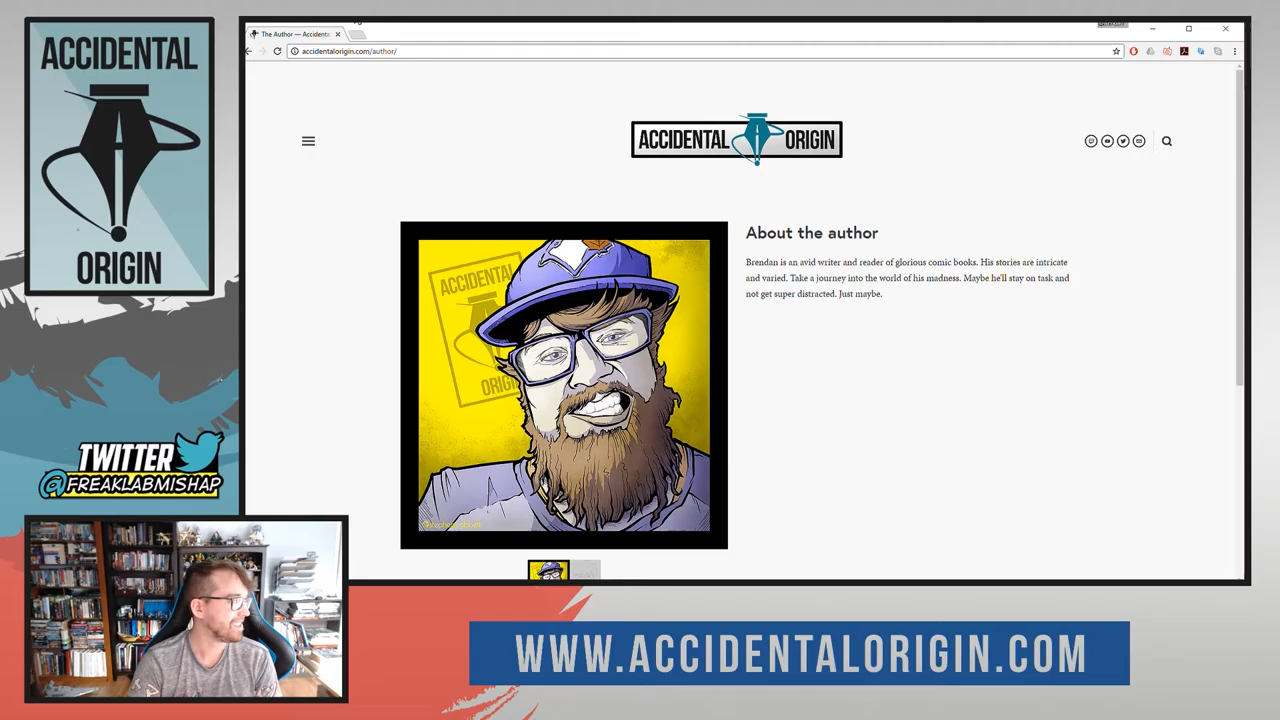 ACCIDENTAL
ORIGIN
TWITTER
@FREAKLABMISHAP
The Author — Accidenta
accidentalorigin.com/author/
ACCIDENTAL ORIGIN
ACCIDENTAL
ORIGIN
About the author
Brendan is an avid writer and reader of glorious comic books. His stories are intricate
and varied. Take a journey into the world of his madness. Maybe he'll stay on task and
not get super distracted. Just maybe.
WWW.ACCIDENTALORIGIN.COM